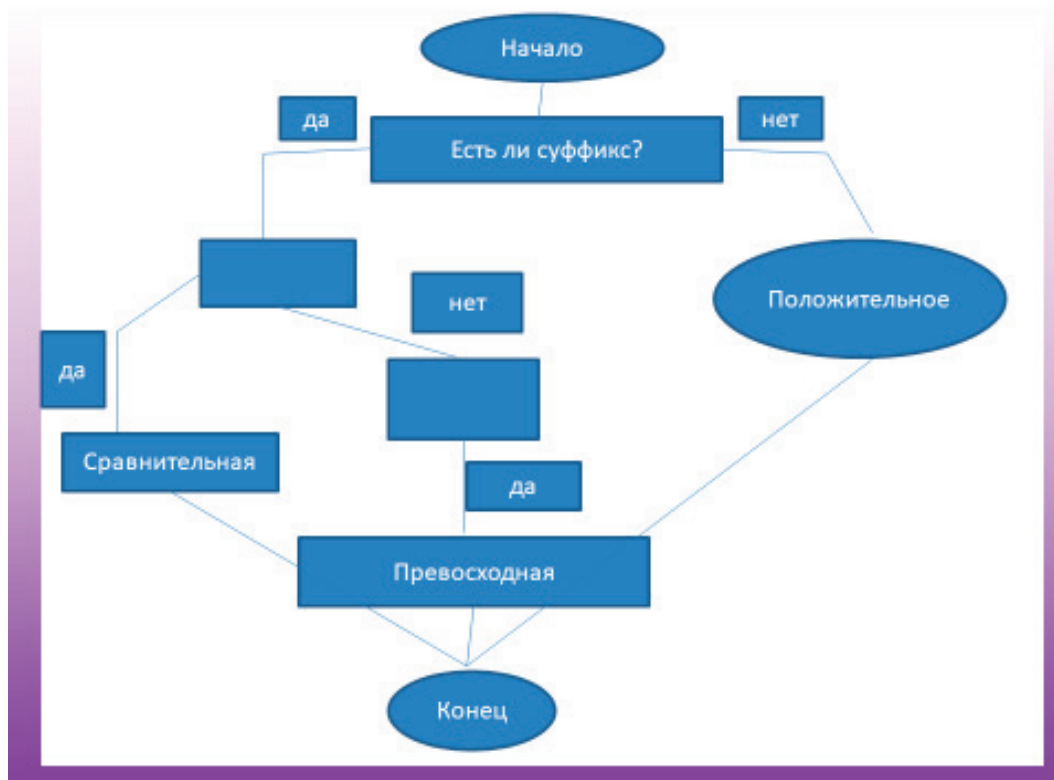 Начало
да
нет
Есть ли суффикс?
нет
Положительное
да
Сравнительная
да
Превосходная
Конец